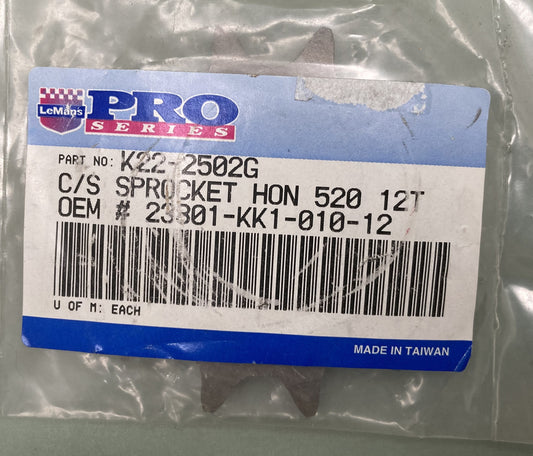 LeMans PRO
SERIES
PART NO: K22-2502G
C/S SPROCKET HON 520 12T
OEM # 23801-KK1-010-12
U OF M: EACH
MADE IN TAIWAN